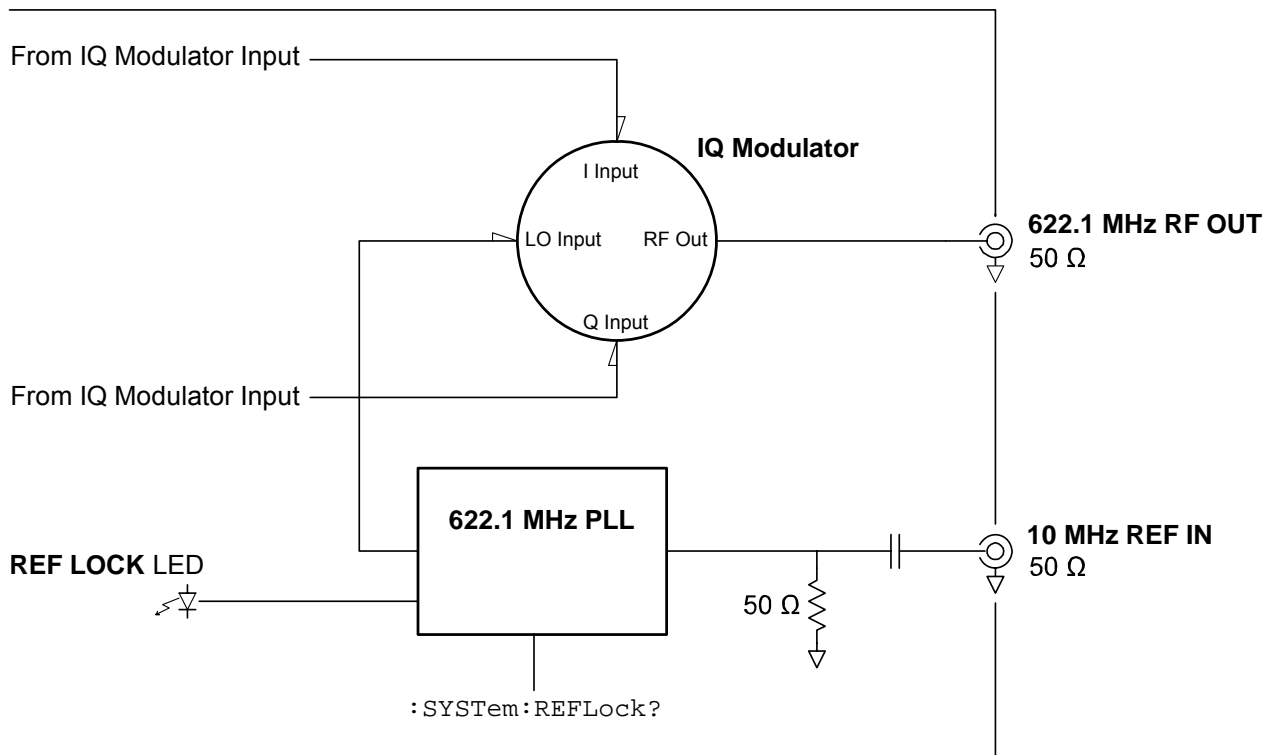 From IQ Modulator Input
IQ Modulator
I Input
LO Input
RF Out
622.1 MHz RF OUT
50 Ω
Q Input
From IQ Modulator Input
622.1 MHz PLL
10 MHz REF IN
50 Ω
REF LOCK LED
50 Ω
:SYSTem:REFLock?